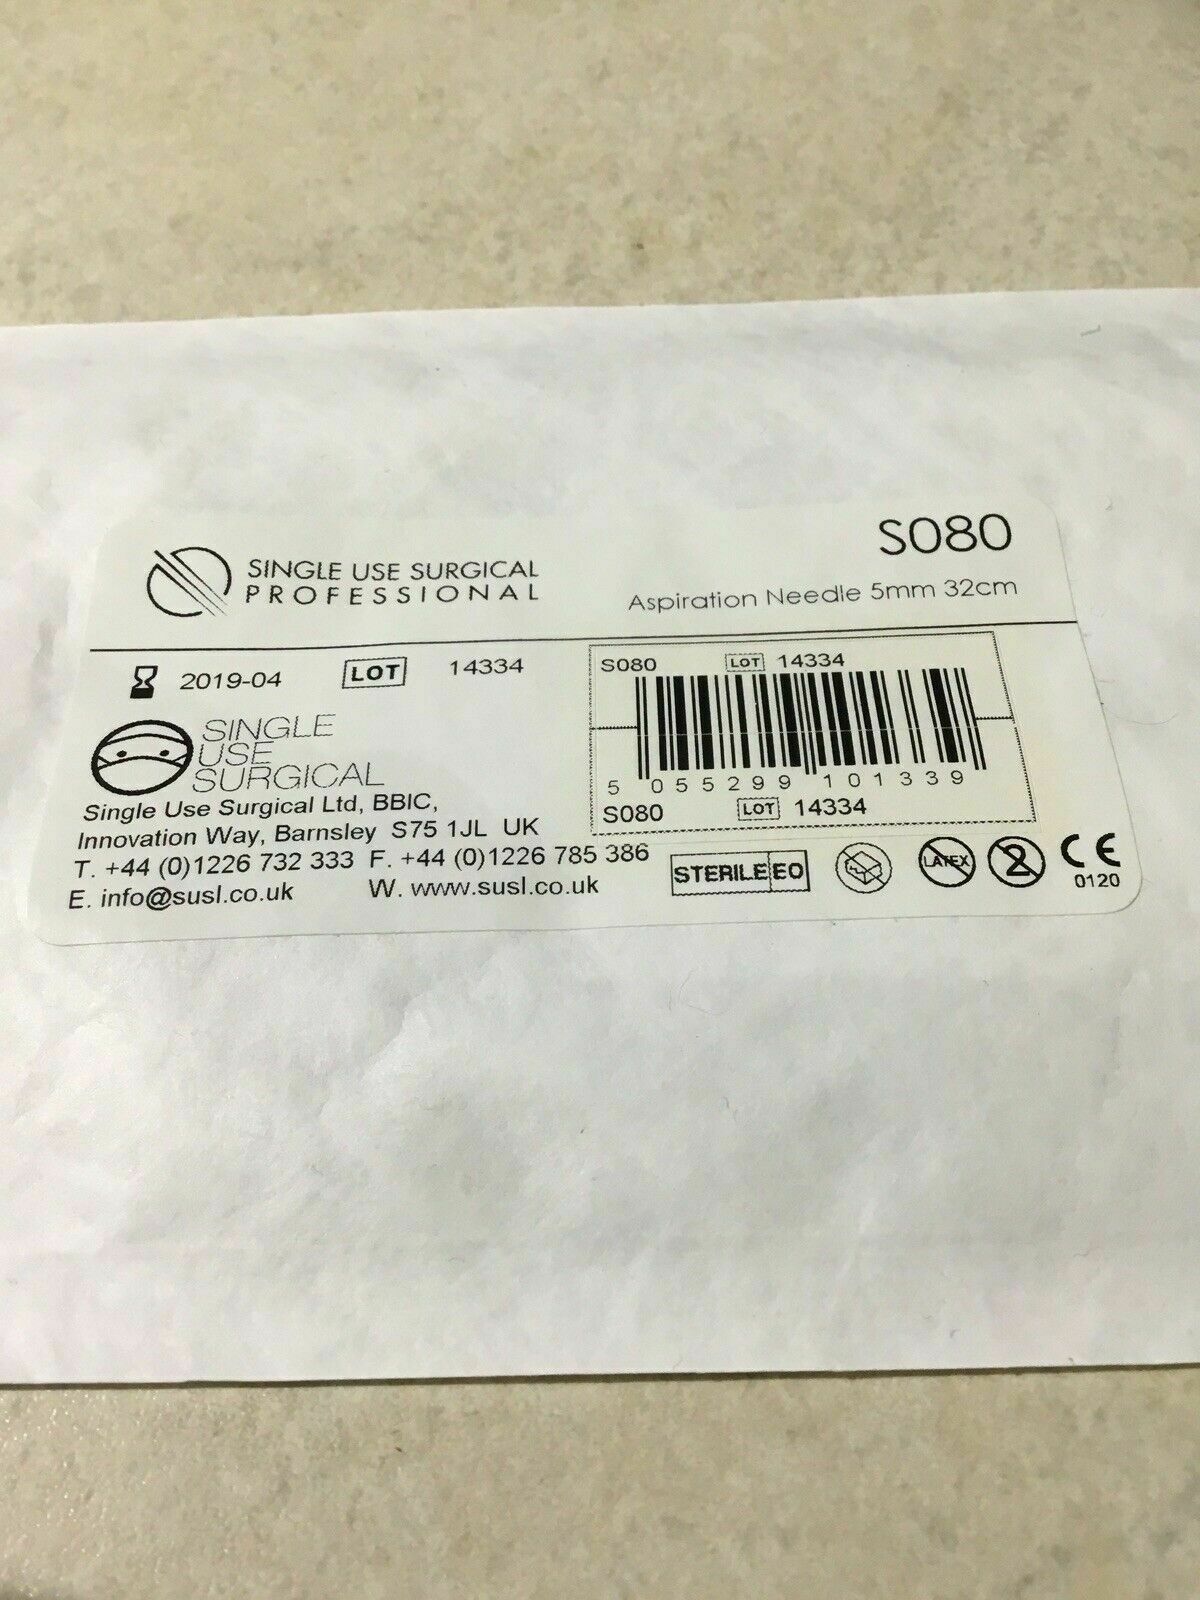 SINGLE USE SURGICAL
PROFESSIONAL
S080
Aspiration Needle 5mm 32cm
2019-04
LOT 14334
SINGLE
USE
SURGICAL
Single Use Surgical Ltd, BBIC,
Innovation Way, Barnsley S75 1JL UK
T. +44 (0)1226 732 333 F. +44 (0)1226 785 386
E. info@susl.co.uk W. www.susl.co.uk
S080 LOT 14334
5 055299 101339
S080 LOT 14334
STERILE EO
LATEX
2
CE
0120